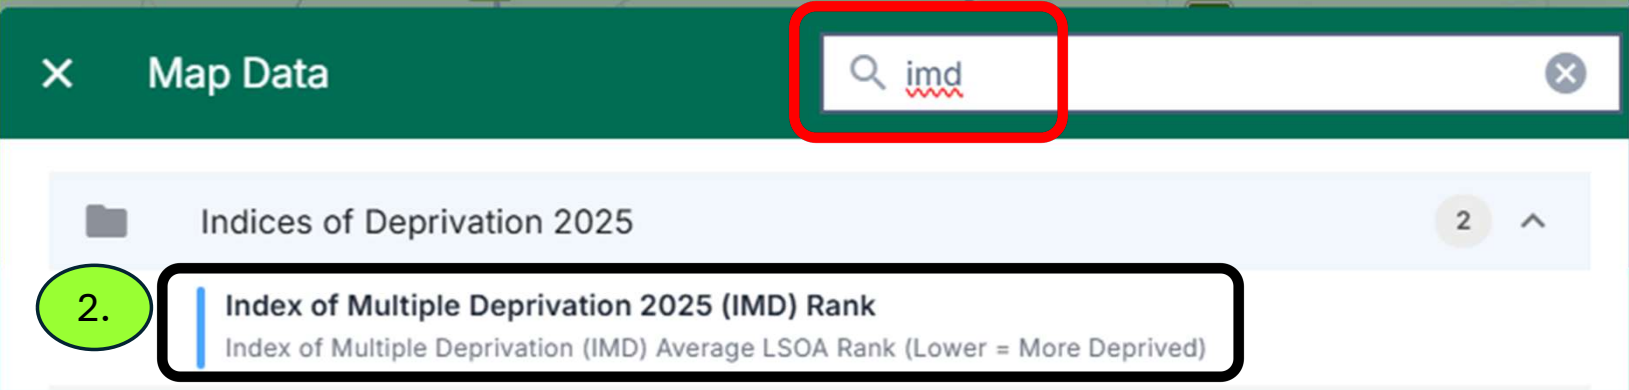 Map Data
imd
Indices of Deprivation 2025
2
2.
Index of Multiple Deprivation 2025 (IMD) Rank
Index of Multiple Deprivation (IMD) Average LSOA Rank (Lower = More Deprived)